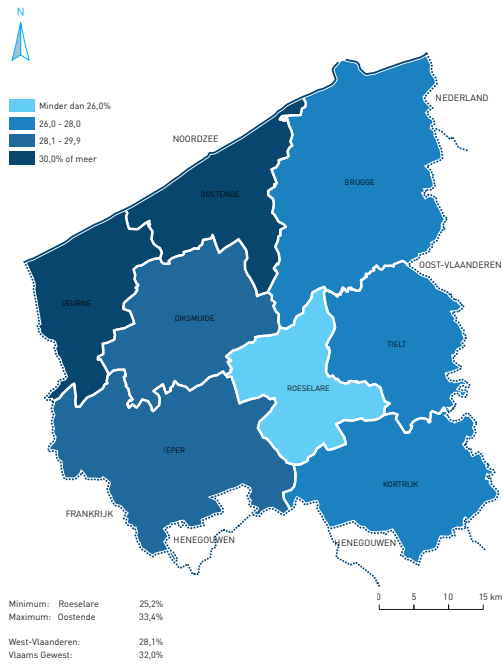 N
Minder dan 26,0%
26,0 - 28,0
28,1 - 29,9
30,0% of meer
NEDERLAND
NOORDZEE
BRUGGE
OOSTENDE
OOST-VLAANDEREN
VEURNE
DIKSMUIDE
TIELT
ROESELARE
IEPER
KORTRIJK
FRANKRIJK
HENEGOUWEN
HENEGOUWEN
0 5 10 15 km
Minimum: Roeselare 25,2%
Maximum: Oostende 33,4%
West-Vlaanderen: 28,1%
Vlaams Gewest: 32,0%